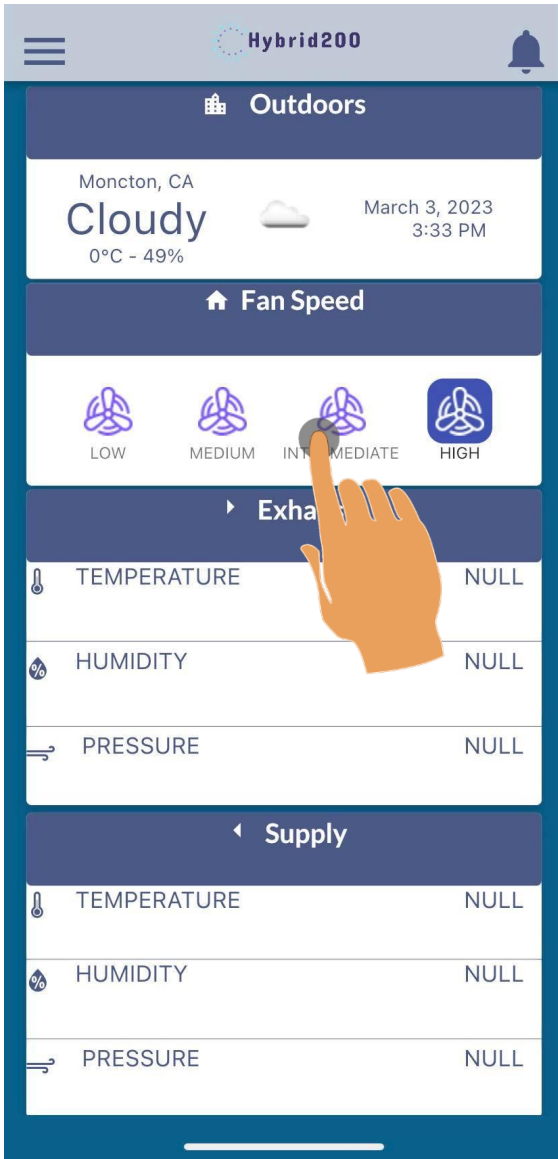 Hybrid200
Outdoors
Moncton, CA
Cloudy
0°C - 49%
March 3, 2023
3:33 PM
Fan Speed
LOW
MEDIUM
HIGH
TEMPERATURE NULL
% HUMIDITY NULL
PRESSURE NULL
Supply
TEMPERATURE NULL
% HUMIDITY NULL
PRESSURE NULL